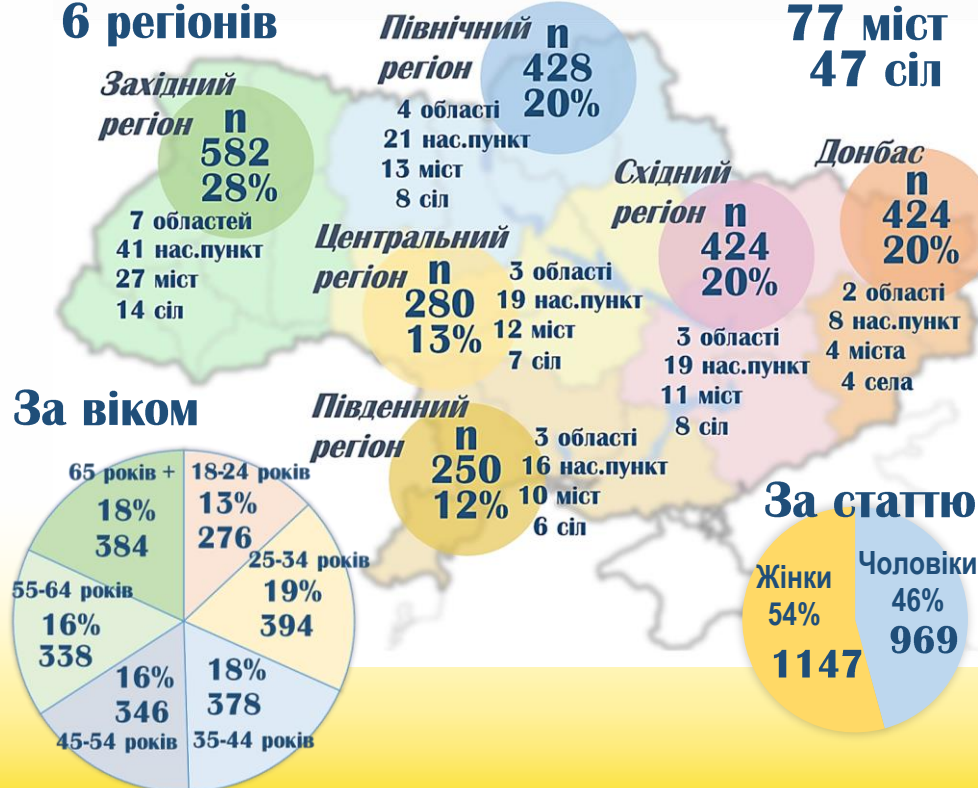 6 регіонів
77 міст
47 сіл
Західний
регіон
n
582
28%
7 областей
41 нас.пункт
27 міст
14 сіл
Північний
регіон
n
428
20%
4 області
21 нас.пункт
13 міст
8 сіл
Центральний
регіон
n
280
13%
3 області
19 нас.пункт
12 міст
7 сіл
Східний
регіон
n
424
20%
3 області
19 нас.пункт
11 міст
8 сіл
Донбас
n
424
20%
2 області
8 нас.пункт
4 міста
4 села
Південний
регіон
n
250
12%
3 області
16 нас.пункт
10 міст
6 сіл
За віком
65 років +
18%
384
18-24 років
13%
276
25-34 років
19%
394
55-64 років
16%
338
16%
346
45-54 років
18%
378
35-44 років
За статтю
Жінки
54%
1147
Чоловіки
46%
969